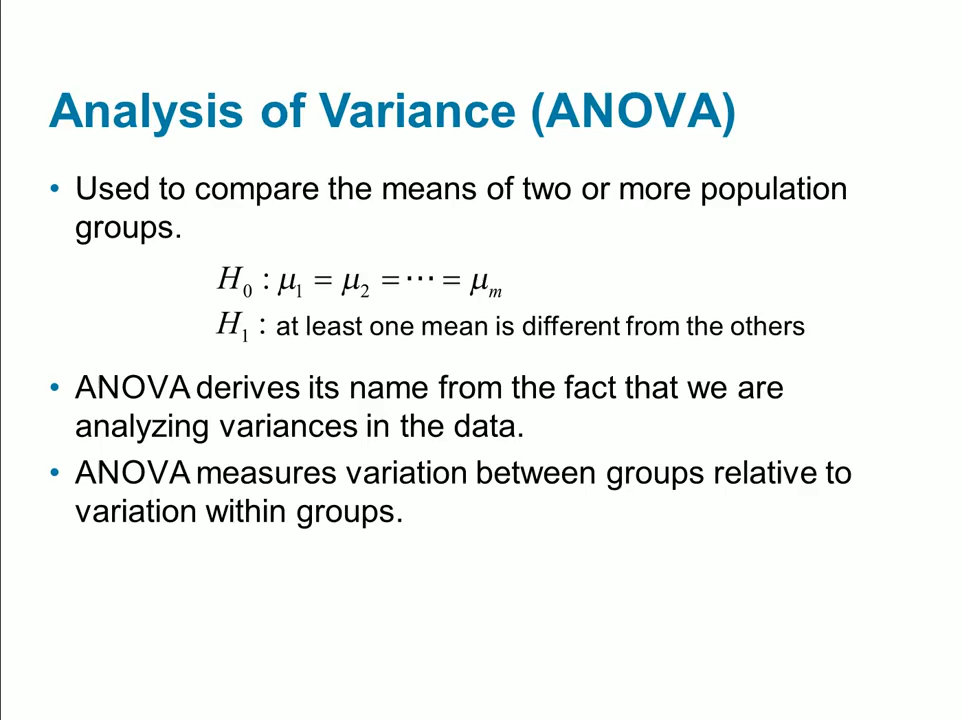 Analysis of Variance (ANOVA)
• Used to compare the means of two or more population
groups.
H₀ : μ₁ = μ₂ = ⋯ = μₘ
H₁ : at least one mean is different from the others
• ANOVA derives its name from the fact that we are
analyzing variances in the data.
• ANOVA measures variation between groups relative to
variation within groups.